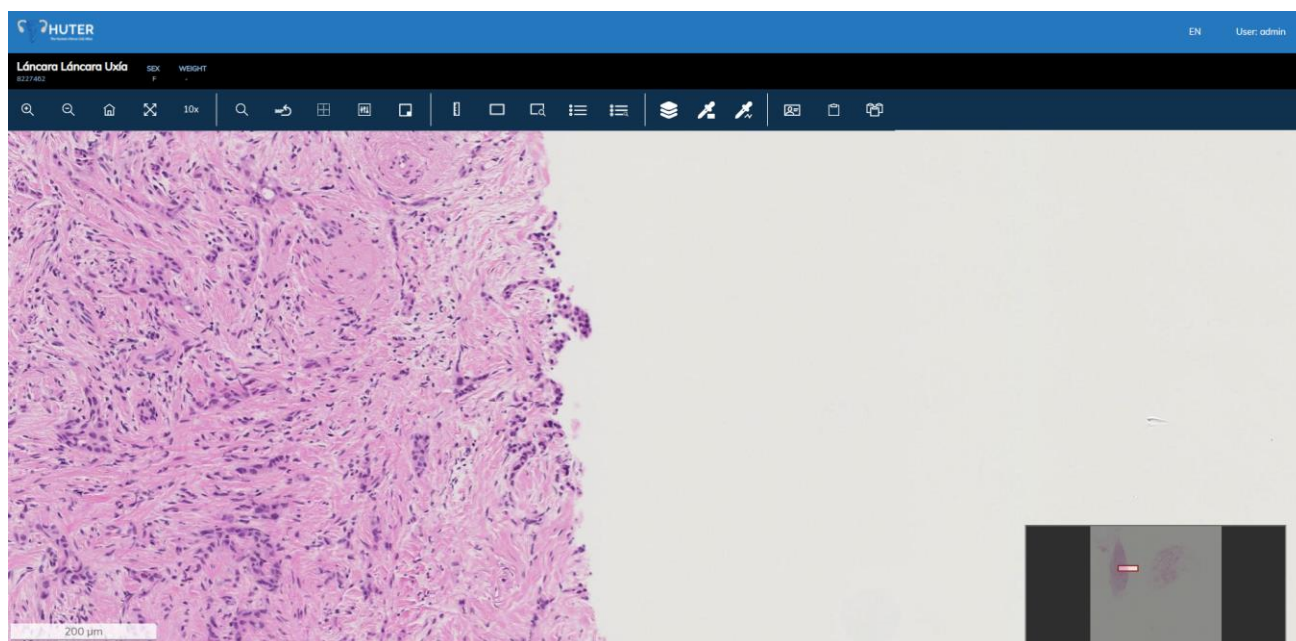 HUTER
EN
User: admin
Láncara Láncara Uxía
8227462
SEX
F
WEIGHT
-
10x
200 µm